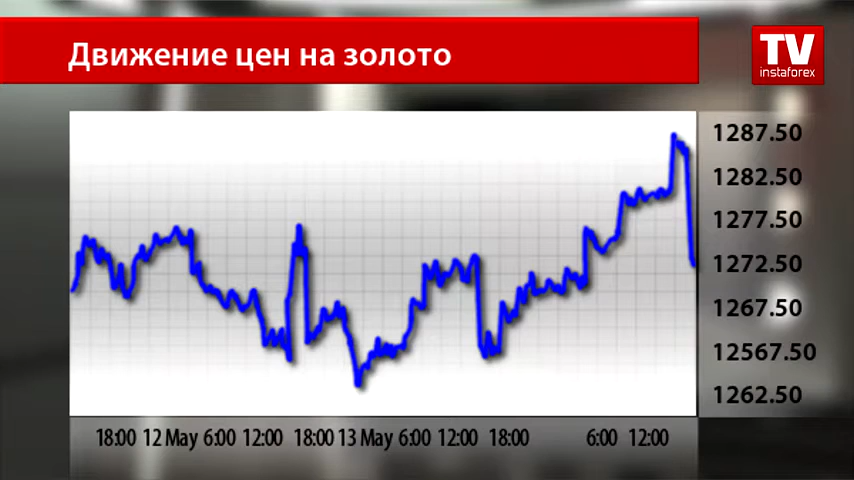 Движение цен на золото
TV
instaforex
1287.50
1282.50
1277.50
1272.50
1267.50
12567.50
1262.50
18:00 12 May 6:00 12:00 18:00 13 May 6:00 12:00 18:00 6:00 12:00